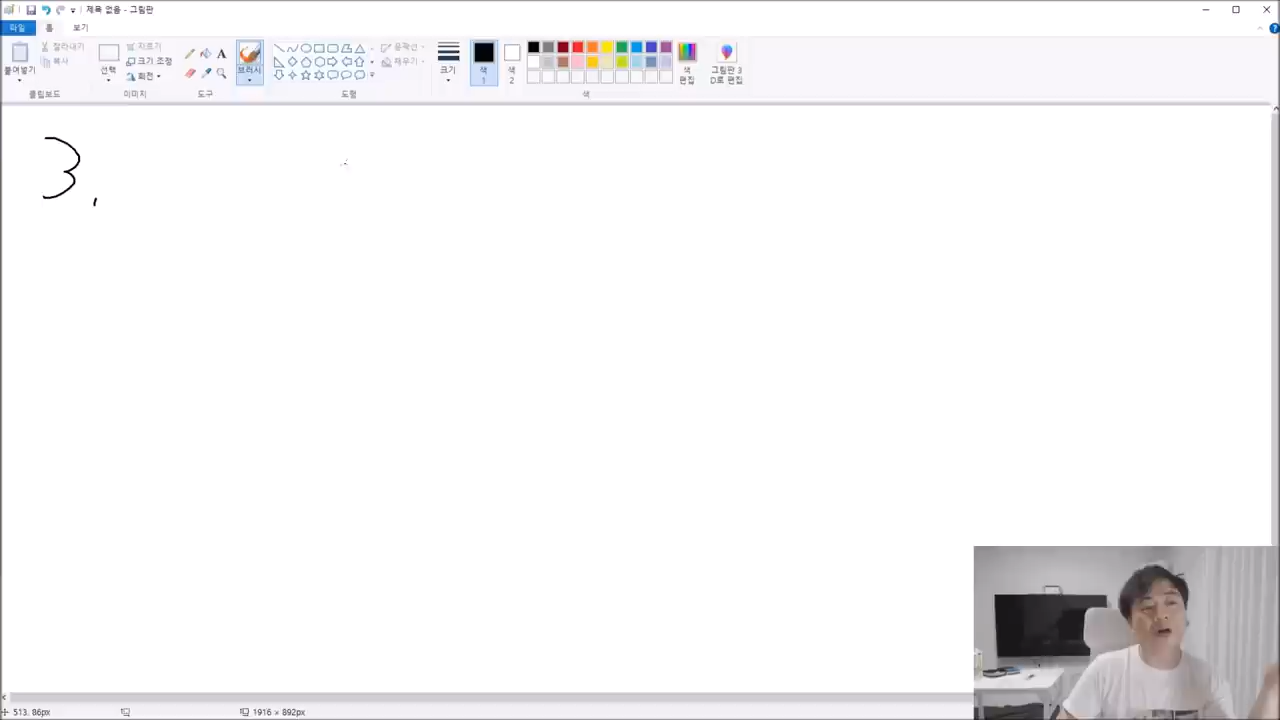 제목 없음 - 그림판
파일 홈 보기
붙여넣기
잘라내기
복사
클립보드
선택
자르기
크기 조정
회전
이미지
A
도구
브러시
윤곽선
채우기
도형
크기
색 1
색 2
색
색 편집
그림판 3D로 편집
3.
513, 86px
1916 × 892px